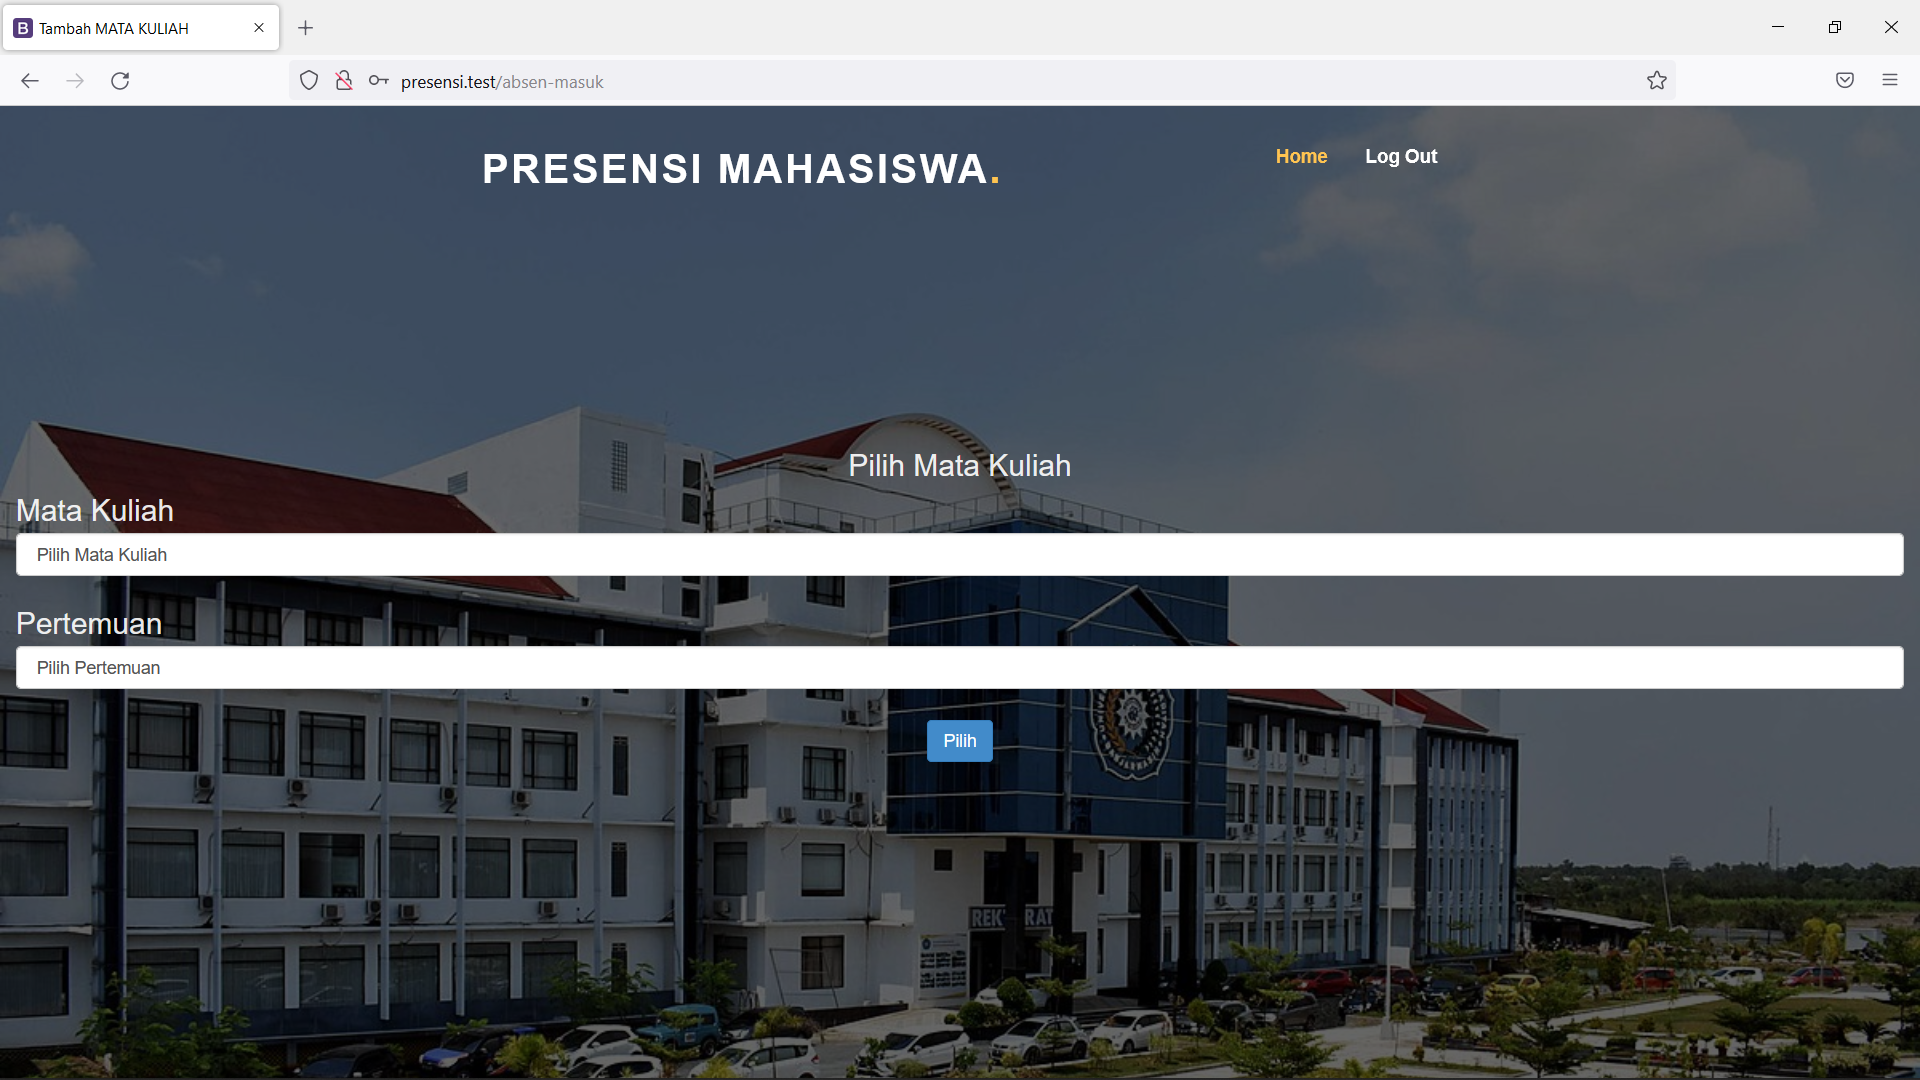 Tambah MATA KULIAH
presensi.test/absen-masuk
PRESENSI MAHASISWA.
Home
Log Out
Pilih Mata Kuliah
Mata Kuliah
Pilih Mata Kuliah
Pertemuan
Pilih Pertemuan
Pilih